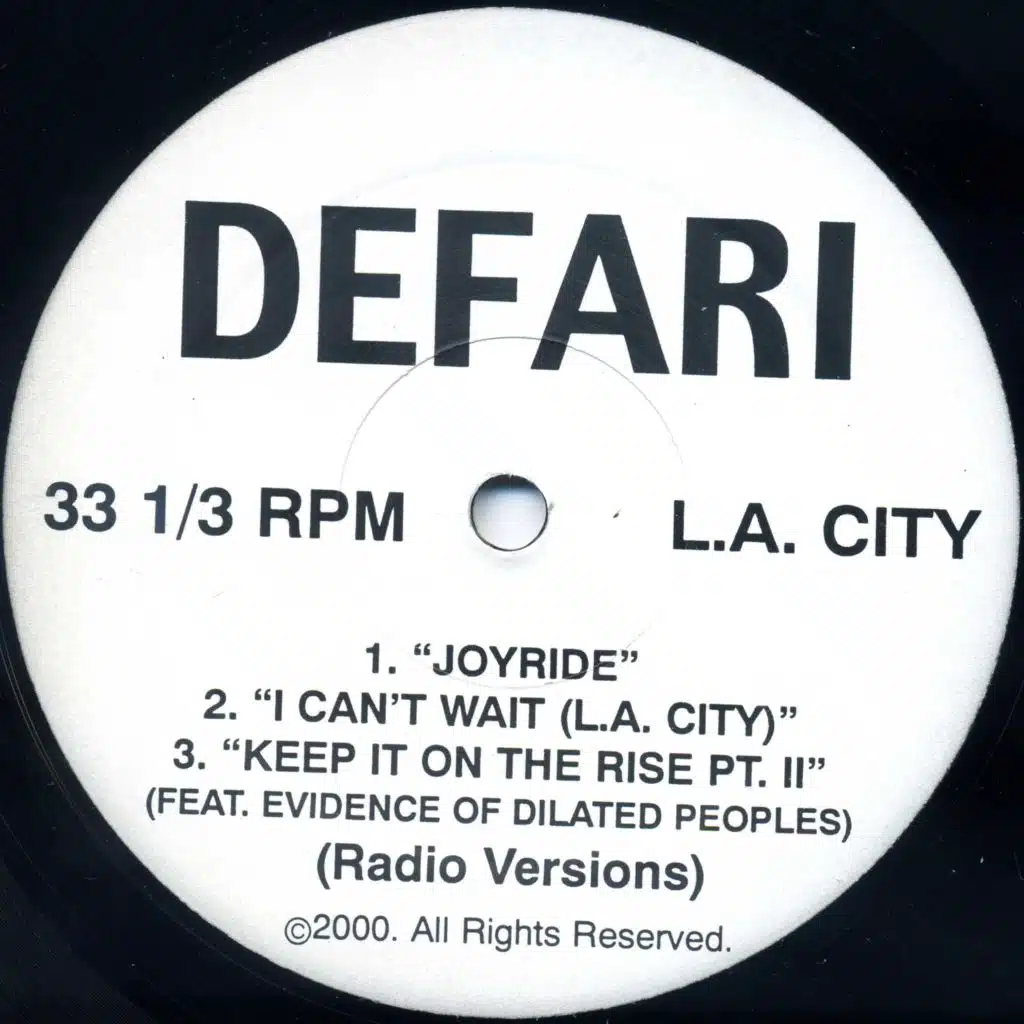 DEFARI
33 1/3 RPM
L.A. CITY
1. “JOYRIDE”
2. “I CAN’T WAIT (L.A. CITY)”
3. “KEEP IT ON THE RISE PT. II”
(FEAT. EVIDENCE OF DILATED PEOPLES)
(Radio Versions)
©2000. All Rights Reserved.